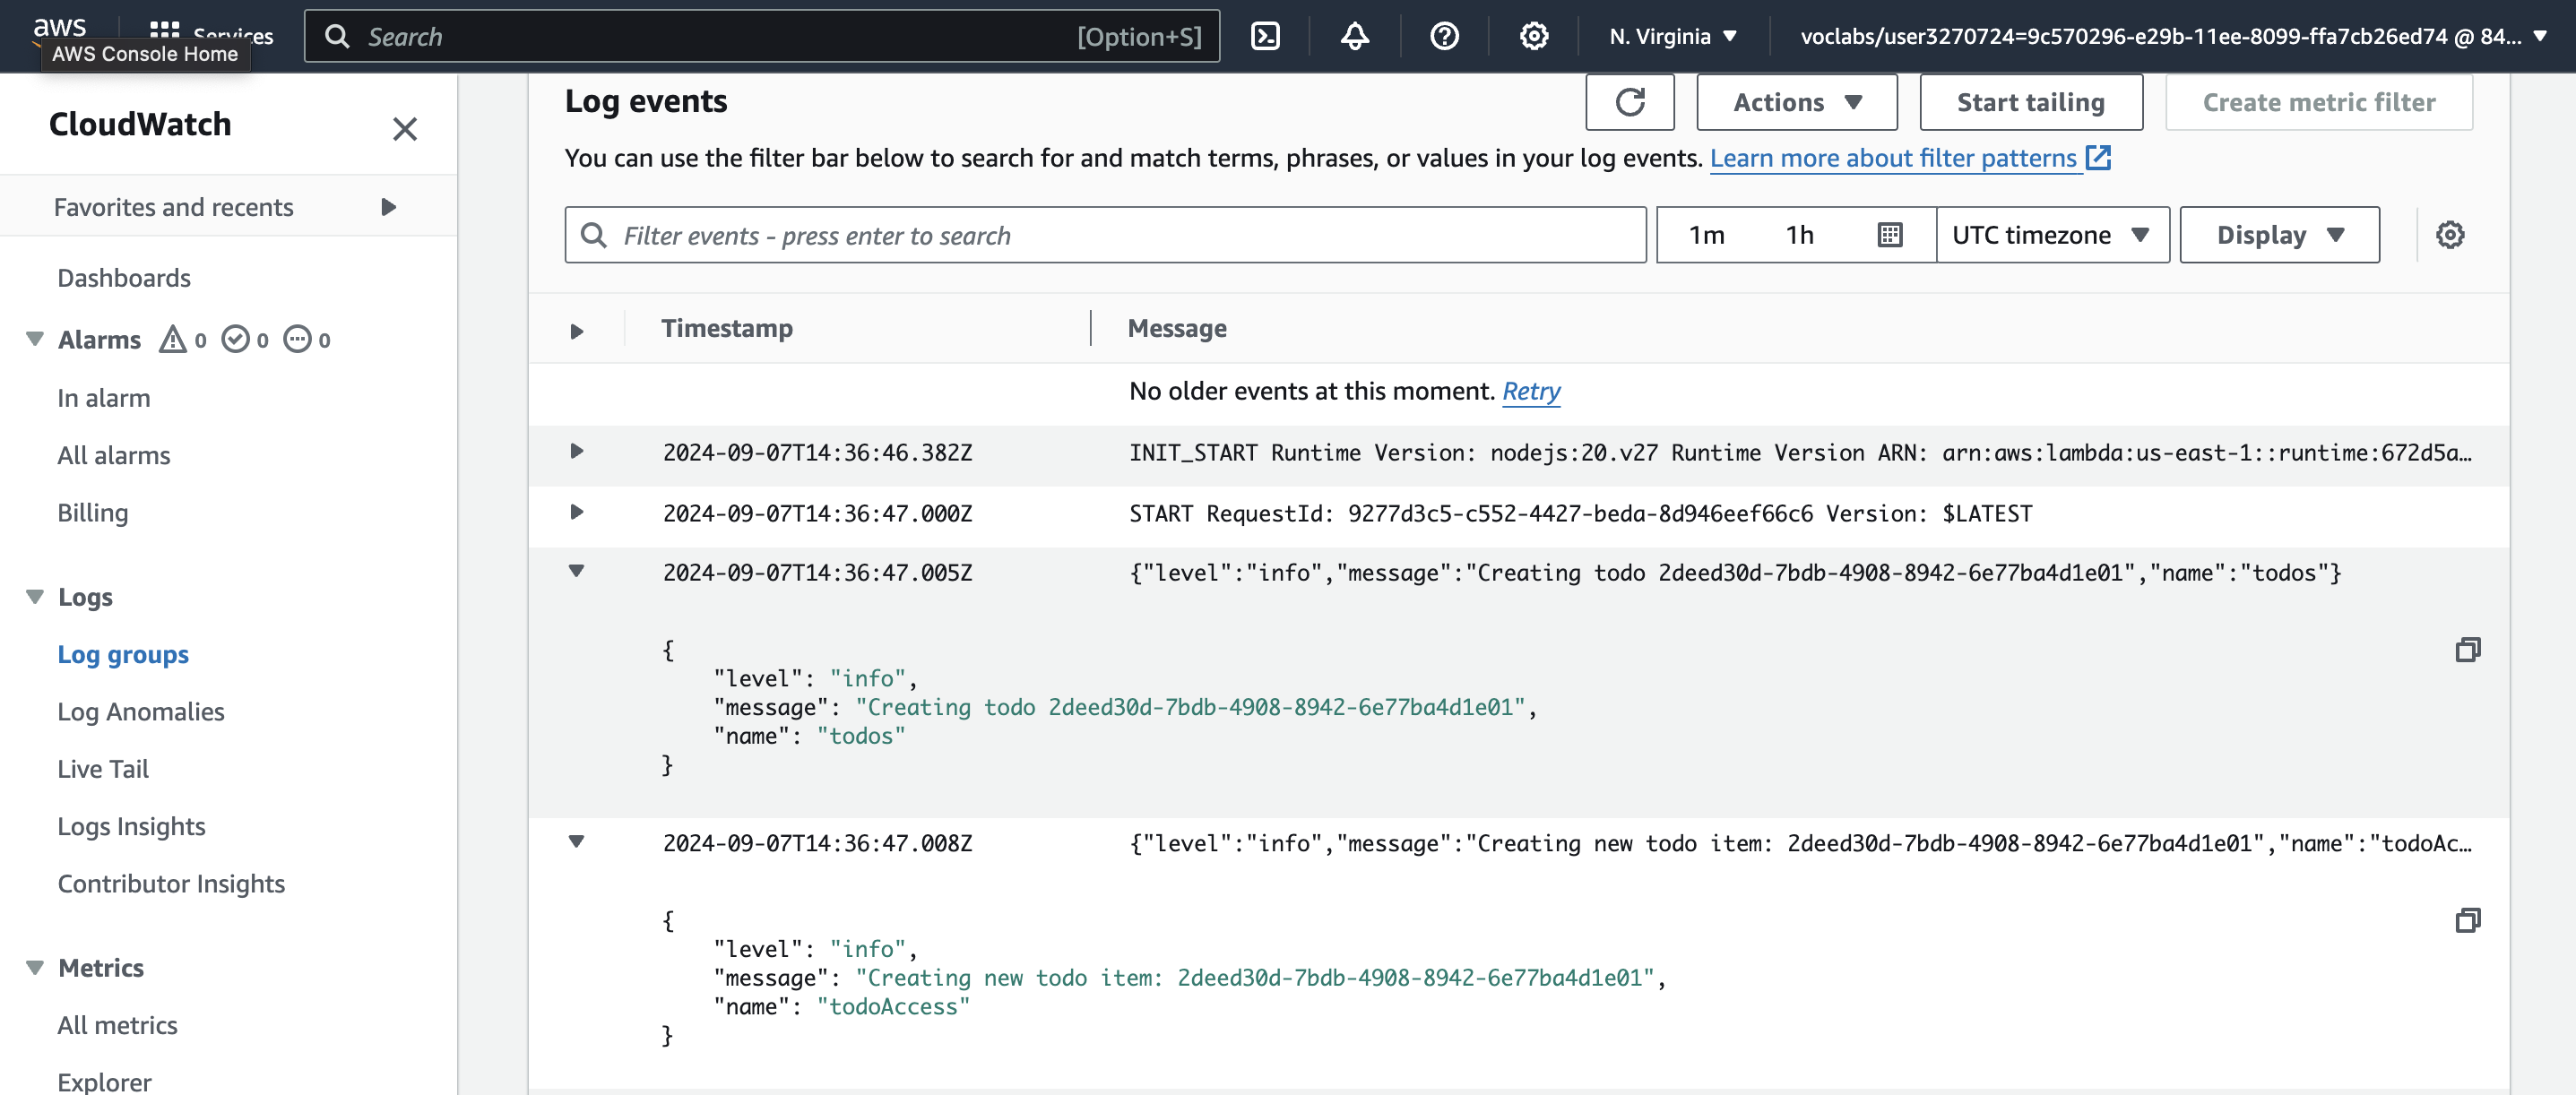 aws
Services
Search
[Option+S]
N. Virginia
voclabs/user3270724=9c570296-e29b-11ee-8099-ffa7cb26ed74 @ 84...
AWS Console Home
CloudWatch
Favorites and recents
Dashboards
Alarms 0 0 0
In alarm
All alarms
Billing
Logs
Log groups
Log Anomalies
Live Tail
Logs Insights
Contributor Insights
Metrics
All metrics
Explorer
Log events
Actions
Start tailing
Create metric filter
You can use the filter bar below to search for and match terms, phrases, or values in your log events. Learn more about filter patterns
Filter events - press enter to search
1m 1h
UTC timezone
Display
Timestamp Message
No older events at this moment. Retry
2024-09-07T14:36:46.382Z INIT_START Runtime Version: nodejs:20.v27 Runtime Version ARN: arn:aws:lambda:us-east-1::runtime:672d5a…
2024-09-07T14:36:47.000Z START RequestId: 9277d3c5-c552-4427-beda-8d946eef66c6 Version: $LATEST
2024-09-07T14:36:47.005Z {"level":"info","message":"Creating todo 2deed30d-7bdb-4908-8942-6e77ba4d1e01","name":"todos"}
{
"level": "info",
"message": "Creating todo 2deed30d-7bdb-4908-8942-6e77ba4d1e01",
"name": "todos"
}
2024-09-07T14:36:47.008Z {"level":"info","message":"Creating new todo item: 2deed30d-7bdb-4908-8942-6e77ba4d1e01","name":"todoAc…
{
"level": "info",
"message": "Creating new todo item: 2deed30d-7bdb-4908-8942-6e77ba4d1e01",
"name": "todoAccess"
}